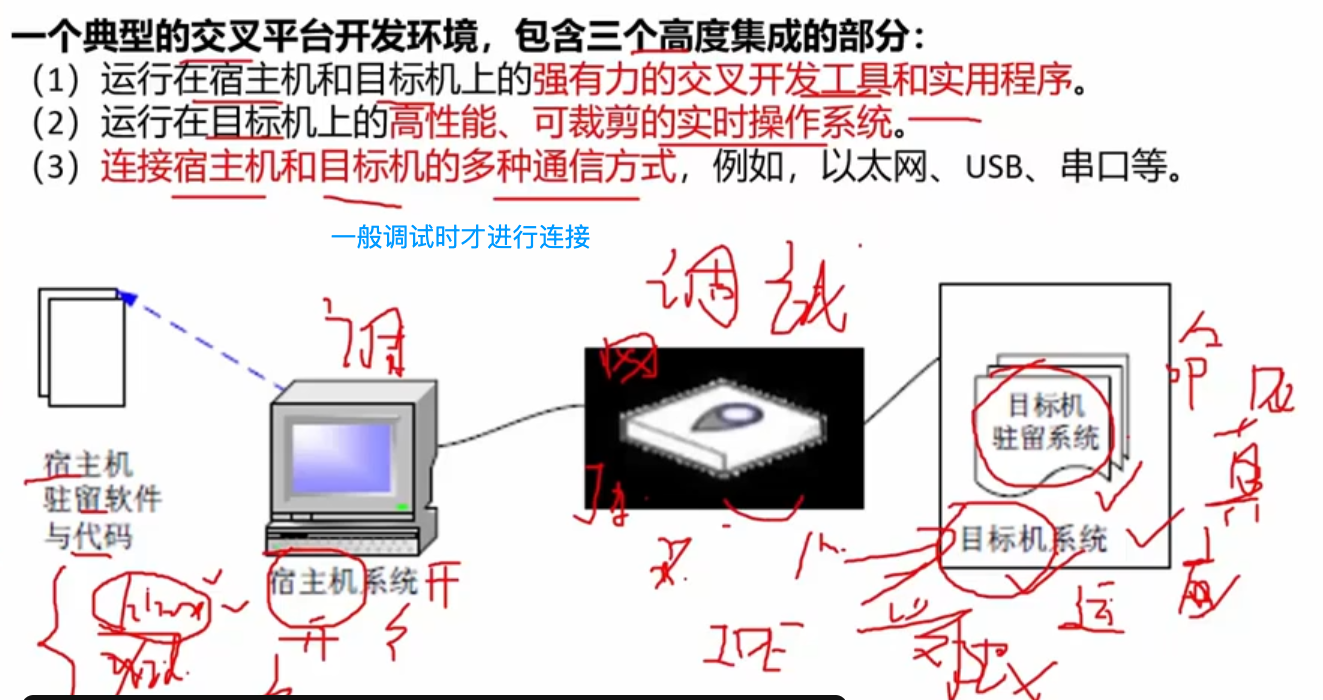 一个典型的交叉平台开发环境，包含三个高度集成的部分：
（1）运行在宿主机和目标机上的强有力的交叉开发工具和实用程序。
（2）运行在目标机上的高性能、可裁剪的实时操作系统。
（3）连接宿主机和目标机的多种通信方式，例如，以太网、USB、串口等。
一般调试时才进行连接
调试
网
目标机
驻留系统
宿主机
驻留软件
与代码
目标机系统
宿主机系统
开
开
运
IDE